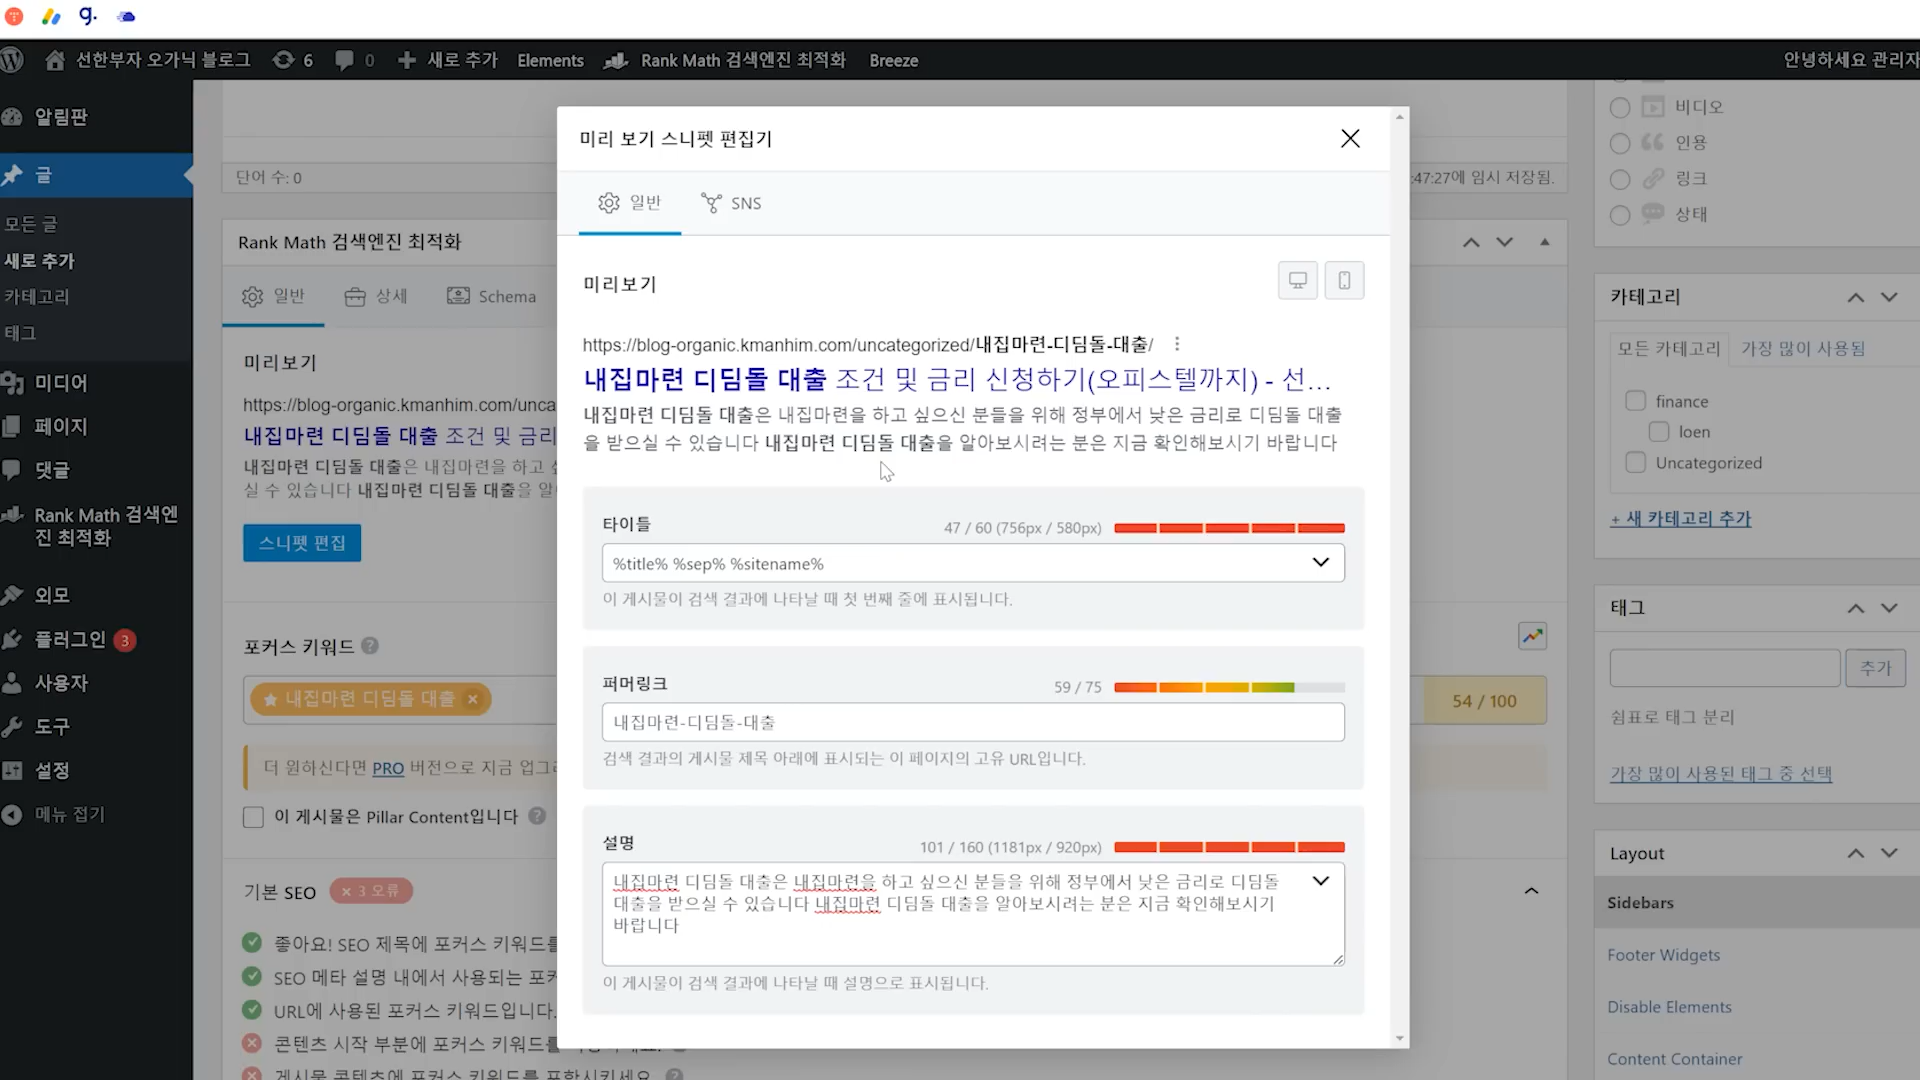 g.
선한부자 오가닉 블로그
6
0
새로 추가
Elements
Rank Math 검색엔진 최적화
Breeze
안녕하세요 관리자
알림판
글
모든 글
새로 추가
카테고리
태그
미디어
페이지
댓글
Rank Math 검색엔
진 최적화
외모
플러그인 3
사용자
도구
설정
메뉴 접기
단어 수: 0
:47:27에 임시 저장됨.
Rank Math 검색엔진 최적화
일반
상세
Schema
미리보기
https://blog-organic.kmanhim.com/unca
내집마련 디딤돌 대출 조건 및 금리
내집마련 디딤돌 대출은 내집마련을 하고
실 수 있습니다 내집마련 디딤돌 대출을 알
스니펫 편집
포커스 키워드
내집마련 디딤돌 대출
54 / 100
더 원하신다면 PRO 버전으로 지금 업그
이 게시물은 Pillar Content입니다
기본 SEO
× 3 오류
좋아요! SEO 제목에 포커스 키워드를
SEO 메타 설명 내에서 사용되는 포커
URL에 사용된 포커스 키워드입니다.
콘텐츠 시작 부분에 포커스 키워드를
게시물 콘텐츠에 포커스 키워드를 포함시키세요.
미리 보기 스니펫 편집기
일반
SNS
미리보기
https://blog-organic.kmanhim.com/uncategorized/내집마련-디딤돌-대출/
내집마련 디딤돌 대출 조건 및 금리 신청하기(오피스텔까지) - 선...
내집마련 디딤돌 대출은 내집마련을 하고 싶으신 분들을 위해 정부에서 낮은 금리로 디딤돌 대출
을 받으실 수 있습니다 내집마련 디딤돌 대출을 알아보시려는 분은 지금 확인해보시기 바랍니다
타이틀
47 / 60 (756px / 580px)
%title% %sep% %sitename%
이 게시물이 검색 결과에 나타날 때 첫 번째 줄에 표시됩니다.
퍼머링크
59 / 75
내집마련-디딤돌-대출
검색 결과의 게시물 제목 아래에 표시되는 이 페이지의 고유 URL입니다.
설명
101 / 160 (1181px / 920px)
내집마련 디딤돌 대출은 내집마련을 하고 싶으신 분들을 위해 정부에서 낮은 금리로 디딤돌
대출을 받으실 수 있습니다 내집마련 디딤돌 대출을 알아보시려는 분은 지금 확인해보시기
바랍니다
이 게시물이 검색 결과에 나타날 때 설명으로 표시됩니다.
비디오
인용
링크
상태
카테고리
모든 카테고리
가장 많이 사용됨
finance
loen
Uncategorized
+ 새 카테고리 추가
태그
추가
쉼표로 태그 분리
가장 많이 사용된 태그 중 선택
Layout
Sidebars
Footer Widgets
Disable Elements
Content Container